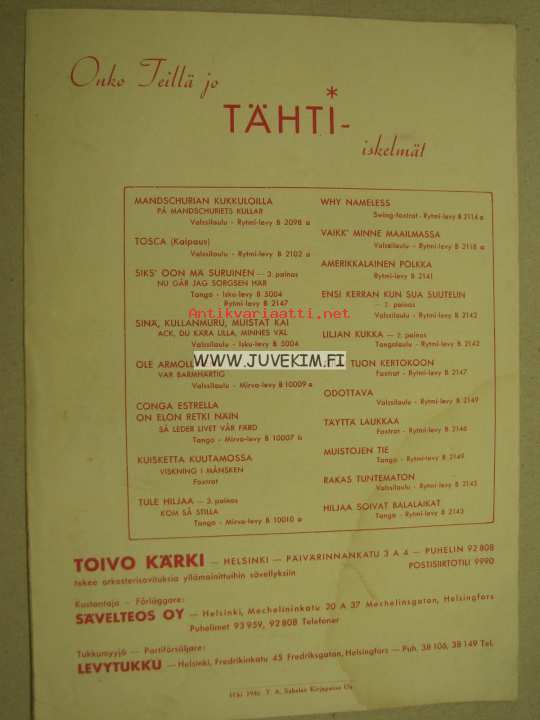 Onko Teillä jo
TÄHTI-
iskelmät
MANDSCHURIAN KUKKULOILLA
PÅ MANDSCHURIETS KULLAR
Valssilaulu - Rytmi-levy B 2098 a
TOSCA (Kaipaus)
Valssilaulu - Rytmi-levy B 2102 a
SIKS' OON MÄ SURUINEN — 3. painos
NU GÅR JAG SORGSEN HÄR
Tango - Isku-levy B 5004
Rytmi-levy B 2147
SINÄ, KULLANMURU, MUISTAT KAI
ACK, DU KÄRA LILLA, MINNES VÄL
Valssilaulu - Isku-levy B 5004
OLE ARMOLL
VAR BARMHÄRTIG
Valssilaulu - Mirva-levy B 10009 a
CONGA ESTRELLA
ON ELON RETKI NÄIN
SÅ LEDER LIVET VÅR FÄRD
Tango - Mirva-levy B 10007 b
KUISKETTA KUUTAMOSSA
VISKNING I MÅNSKEN
Foxtrot
TULE HILJAA — 3. painos
KOM SÅ STILLA
Tango - Mirva-levy B 10010 a
WHY NAMELESS
Swing-foxtrot - Rytmi-levy B 2114 a
VAIKK' MINNE MAAILMASSA
Valssilaulu - Rytmi-levy B 2118 a
AMERIKKALAINEN POLKKA
Rytmi-levy B 2141
ENSI KERRAN KUN SUA SUUTELIN
— 2. painos
Valssilaulu - Rytmi-levy B 2142
LILJAN KUKKA — 2. painos
Tangolaulu - Rytmi-levy B 2142
TUON KERTOKOON
Foxtrot - Rytmi-levy B 2147
ODOTTAVA
Valssilaulu - Rytmi-levy B 2149
TÄYTTÄ LAUKKAA
Foxtrot - Rytmi-levy B 2148
MUISTOJEN TIE
Tango - Rytmi-levy B 2149
RAKAS TUNTEMATON
Valssilaulu - Rytmi-levy B 2143
HILJAA SOIVAT BALALAIKAT
Tango - Rytmi-levy B 2143
Antikvariaatti.net
WWW.JUVEKIM.FI
TOIVO KÄRKI — HELSINKI — PÄIVÄRINNANKATU 3 A 4 — PUHELIN 92 808
tekee orkesterisovituksia yllämainittuihin sävellyksiin POSTISIIRTOTILI 9990
Kustantaja — Förläggare:
SÄVELTEOS OY — Helsinki, Mechelininkatu 20 A 37 Mechelinsgatan, Helsingfors
Puhelimet 93 959, 92 808 Telefoner
Tukkumyyjä — Partiförsäljare:
LEVYTUKKU — Helsinki, Fredrikinkatu 45 Fredriksgatan, Helsingfors — Puh. 38 106, 38 149 Tel.
Hki 1946 Kirjapaino Oy